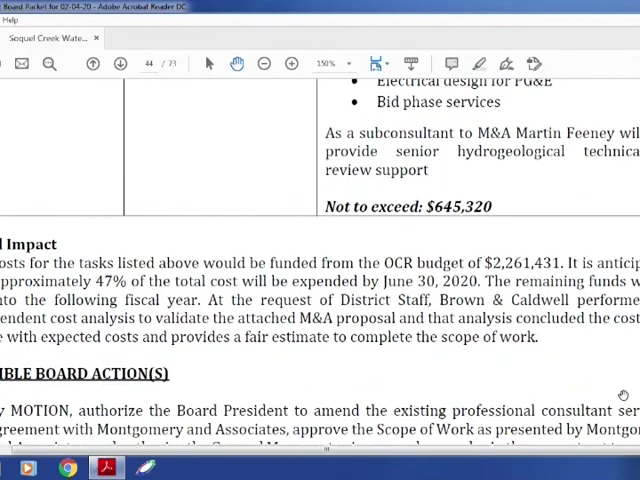 Board Packet for 02-04-20 - Adobe Acrobat Reader DC
Help
Soquel Creek Wate... ×
44 / 73
150%
Electrical design for PG&E
• Bid phase services
As a subconsultant to M&A Martin Feeney wil
provide senior hydrogeological technica
review support
Not to exceed: $645,320
l Impact
osts for the tasks listed above would be funded from the OCR budget of $2,261,431. It is anticip
pproximately 47% of the total cost will be expended by June 30, 2020. The remaining funds w
nto the following fiscal year. At the request of District Staff, Brown & Caldwell performe
endent cost analysis to validate the attached M&A proposal and that analysis concluded the cost
e with expected costs and provides a fair estimate to complete the scope of work.
IBLE BOARD ACTION(S)
y MOTION, authorize the Board President to amend the existing professional consultant ser
greement with Montgomery and Associates, approve the Scope of Work as presented by Montgo